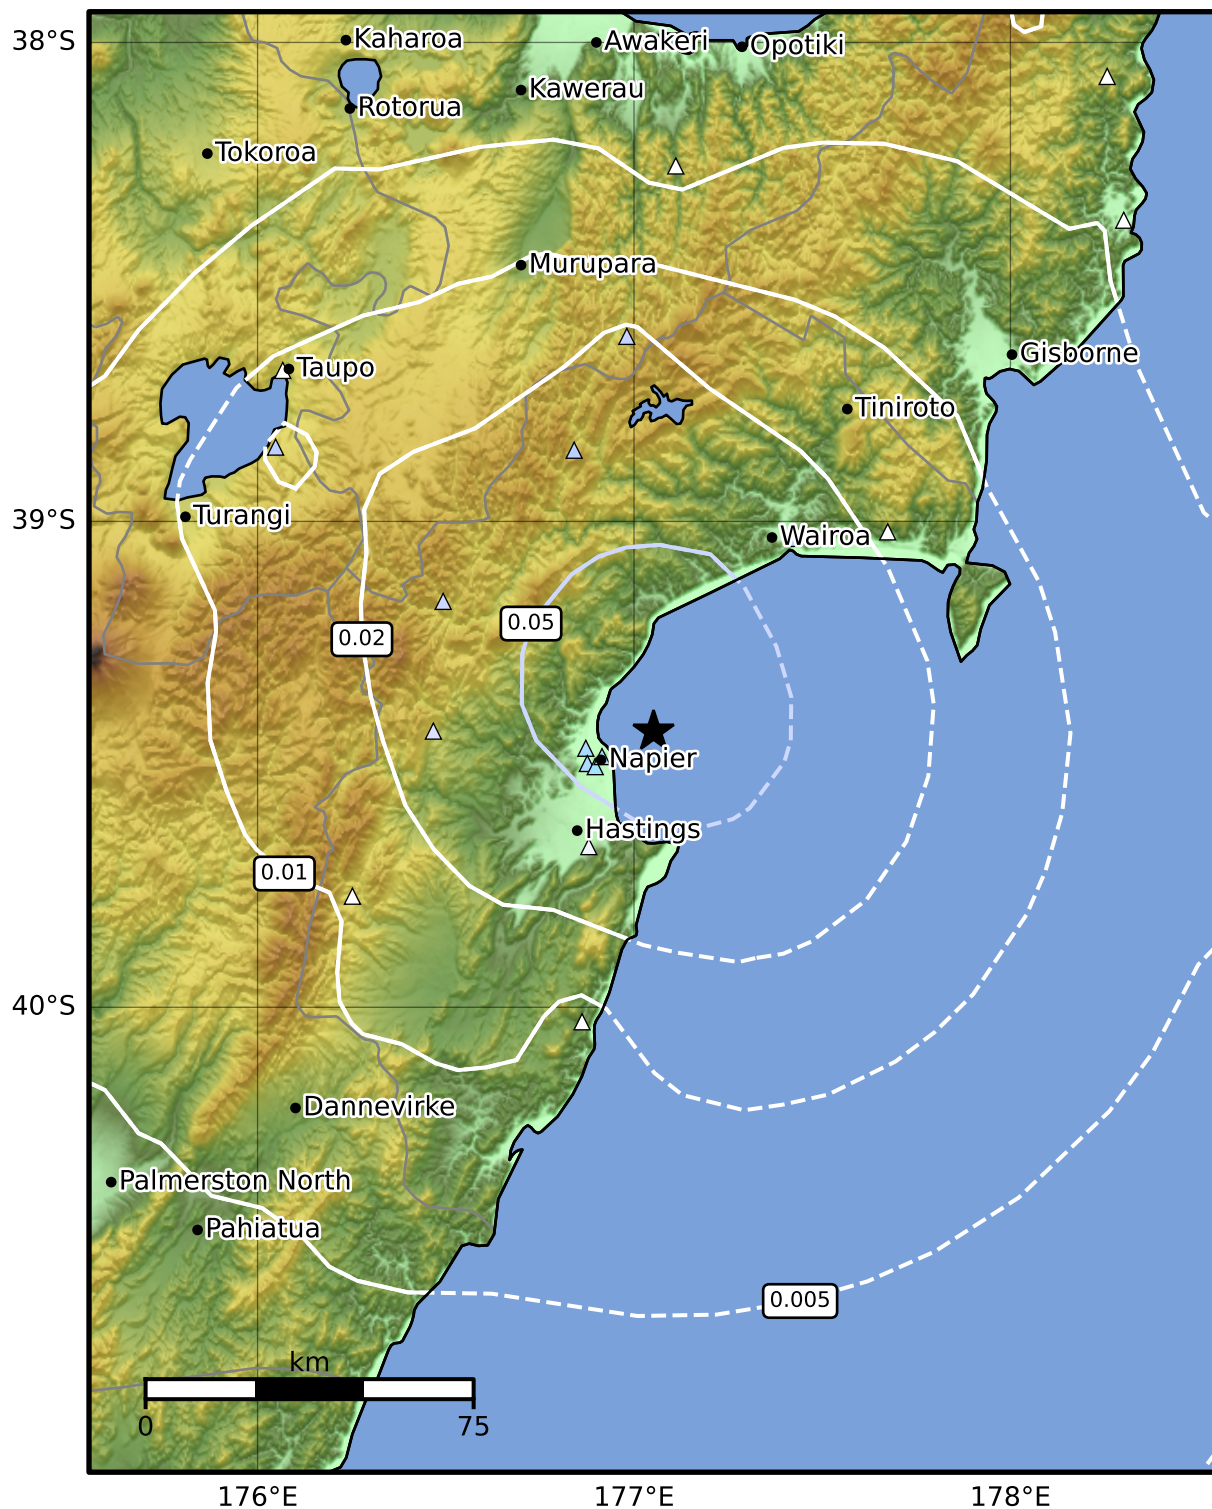 38°S
Kaharoa
Awakeri
Opotiki
Kawerau
Rotorua
Tokoroa
Murupara
Gisborne
Taupo
Tiniroto
39°S
Turangi
Wairoa
0.05
0.02
Napier
Hastings
0.01
40°S
Dannevirke
Palmerston North
Pahiatua
0.005
km
0
75
176°E
177°E
178°E